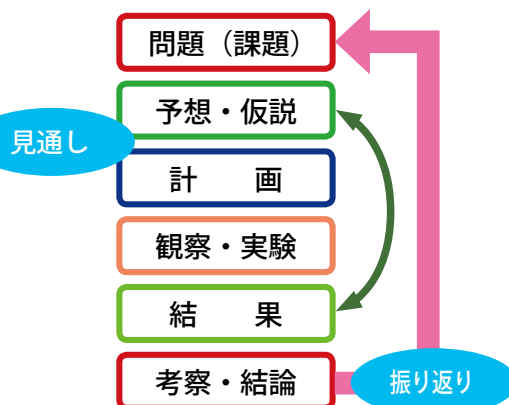 問題（課題）
予想・仮説
見通し
計　　画
観察・実験
結　　果
考察・結論
振り返り